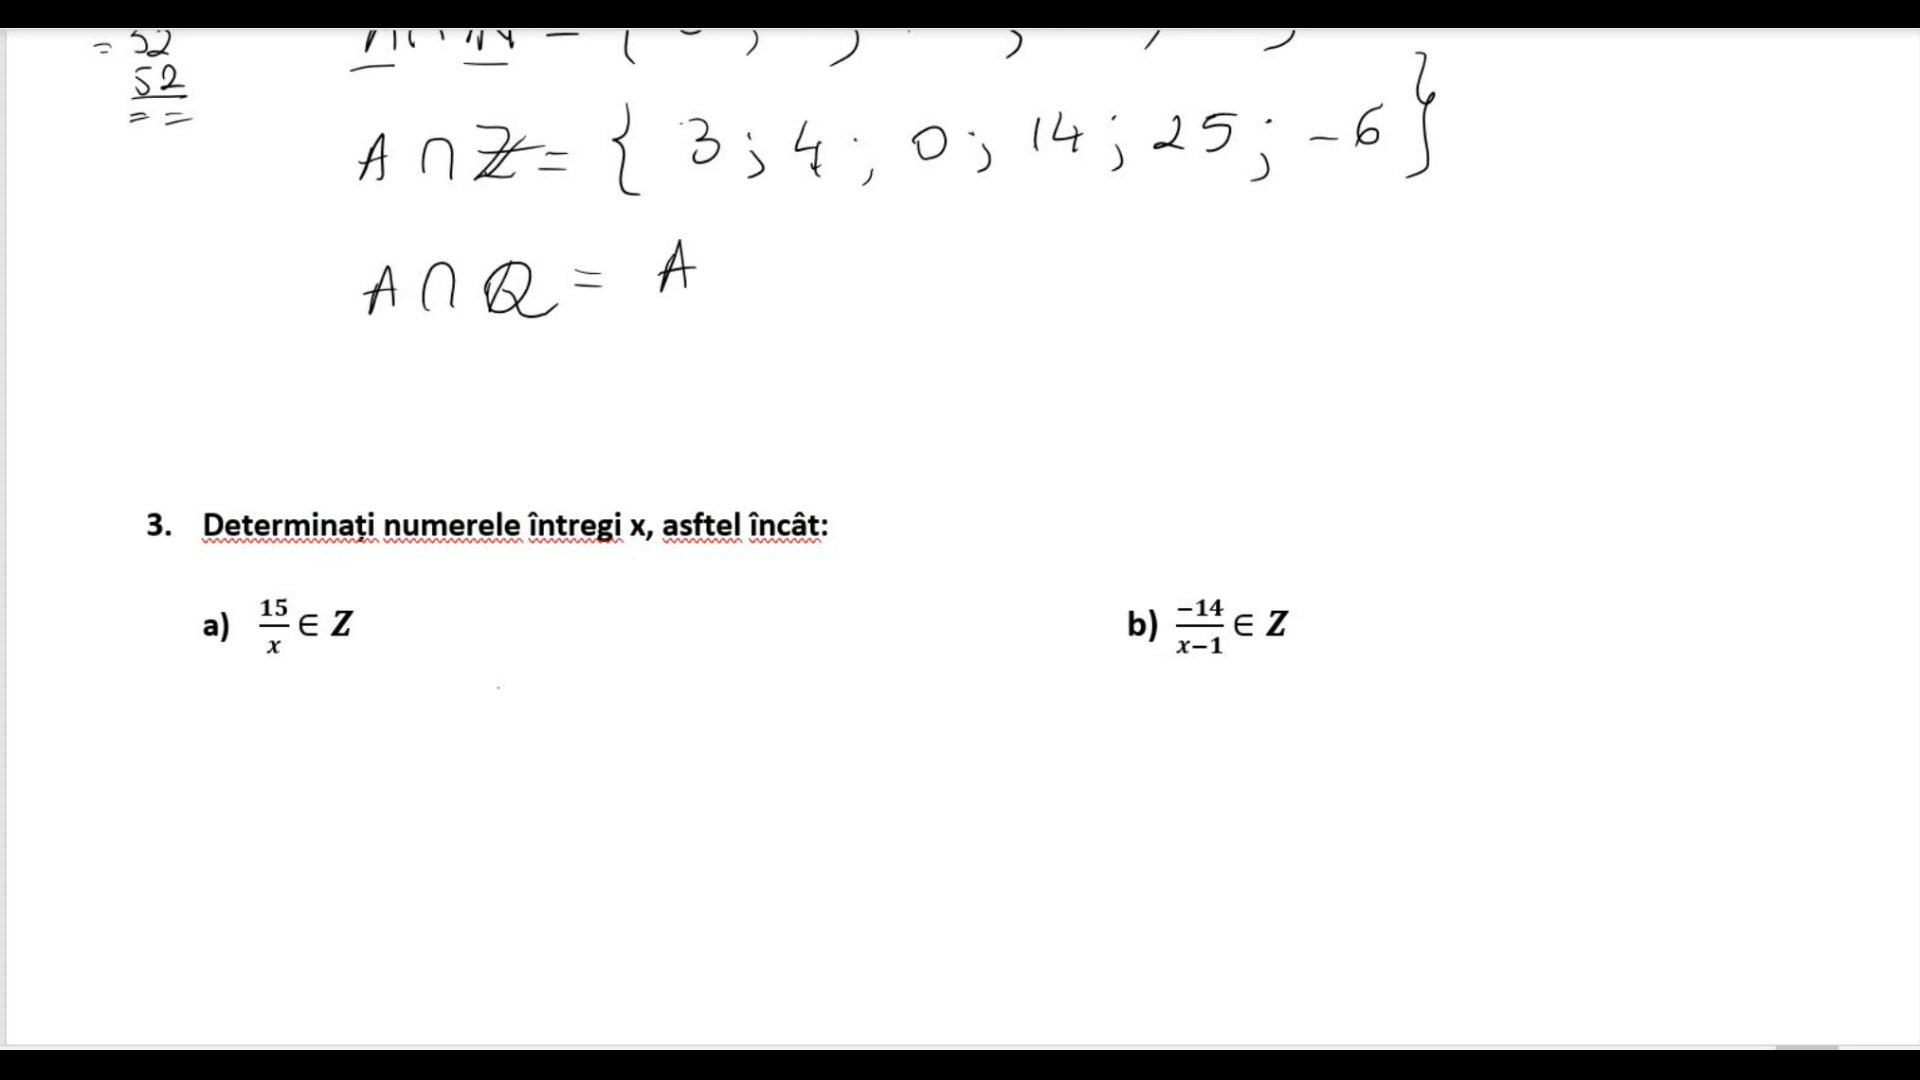 = 52
52
A ∩ Z = { 3 ; 4 ; 0 ; 14 ; 25 ; -6 }
A ∩ Q = A
3. Determinați numerele întregi x, asftel încât:
a) 15/x ∈ Z b) −14/x−1 ∈ Z